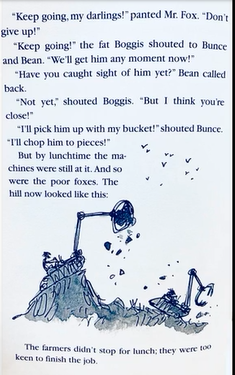 "Keep going, my darlings!" panted Mr. Fox. "Don't
give up!"
"Keep going!" the fat Boggis shouted to Bunce
and Bean. "We'll get him any moment now!"
"Have you caught sight of him yet?" Bean called
back.
"Not yet," shouted Boggis. "But I think you're
close!"
"I'll pick him up with my bucket!" shouted Bunce.
"I'll chop him to pieces!"
But by lunchtime the ma-
chines were still at it. And so
were the poor foxes. The
hill now looked like this:
The farmers didn't stop for lunch; they were too
keen to finish the job.